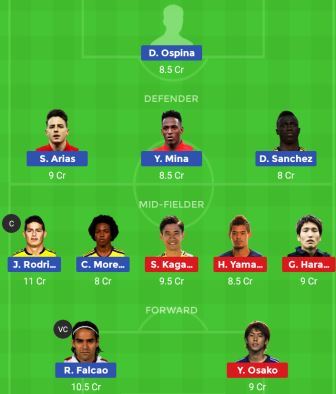 D. Ospina
8.5 Cr
DEFENDER
S. Arias Y. Mina D. Sanchez
9 Cr 8.5 Cr 8 Cr
MID-FIELDER
C
J. Rodri... C. More... S. Kaga... H. Yama... G. Hara...
11 Cr 8 Cr 9.5 Cr 8.5 Cr 9 Cr
FORWARD
VC
R. Falcao Y. Osako
10.5 Cr 9 Cr